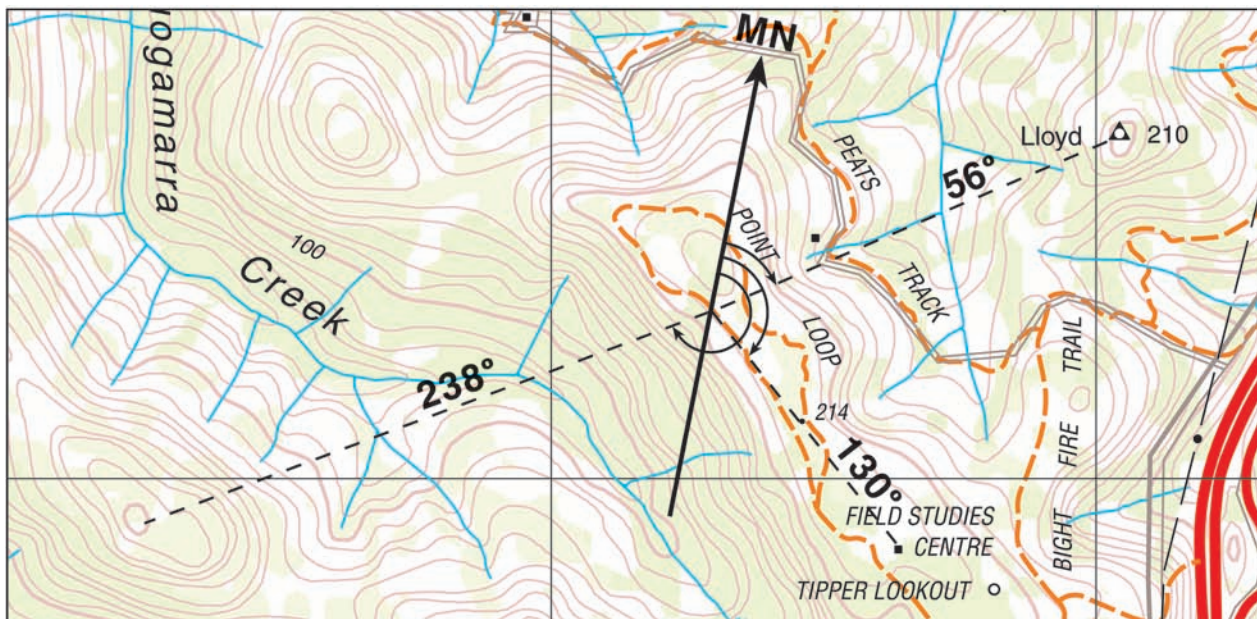 MN
Lloyd
210
56°
PEATS
TRACK
POINT
LOOP
100
Creek
238°
214
130°
FIELD STUDIES
CENTRE
TIPPER LOOKOUT
BIGHT FIRE TRAIL
ogamarra